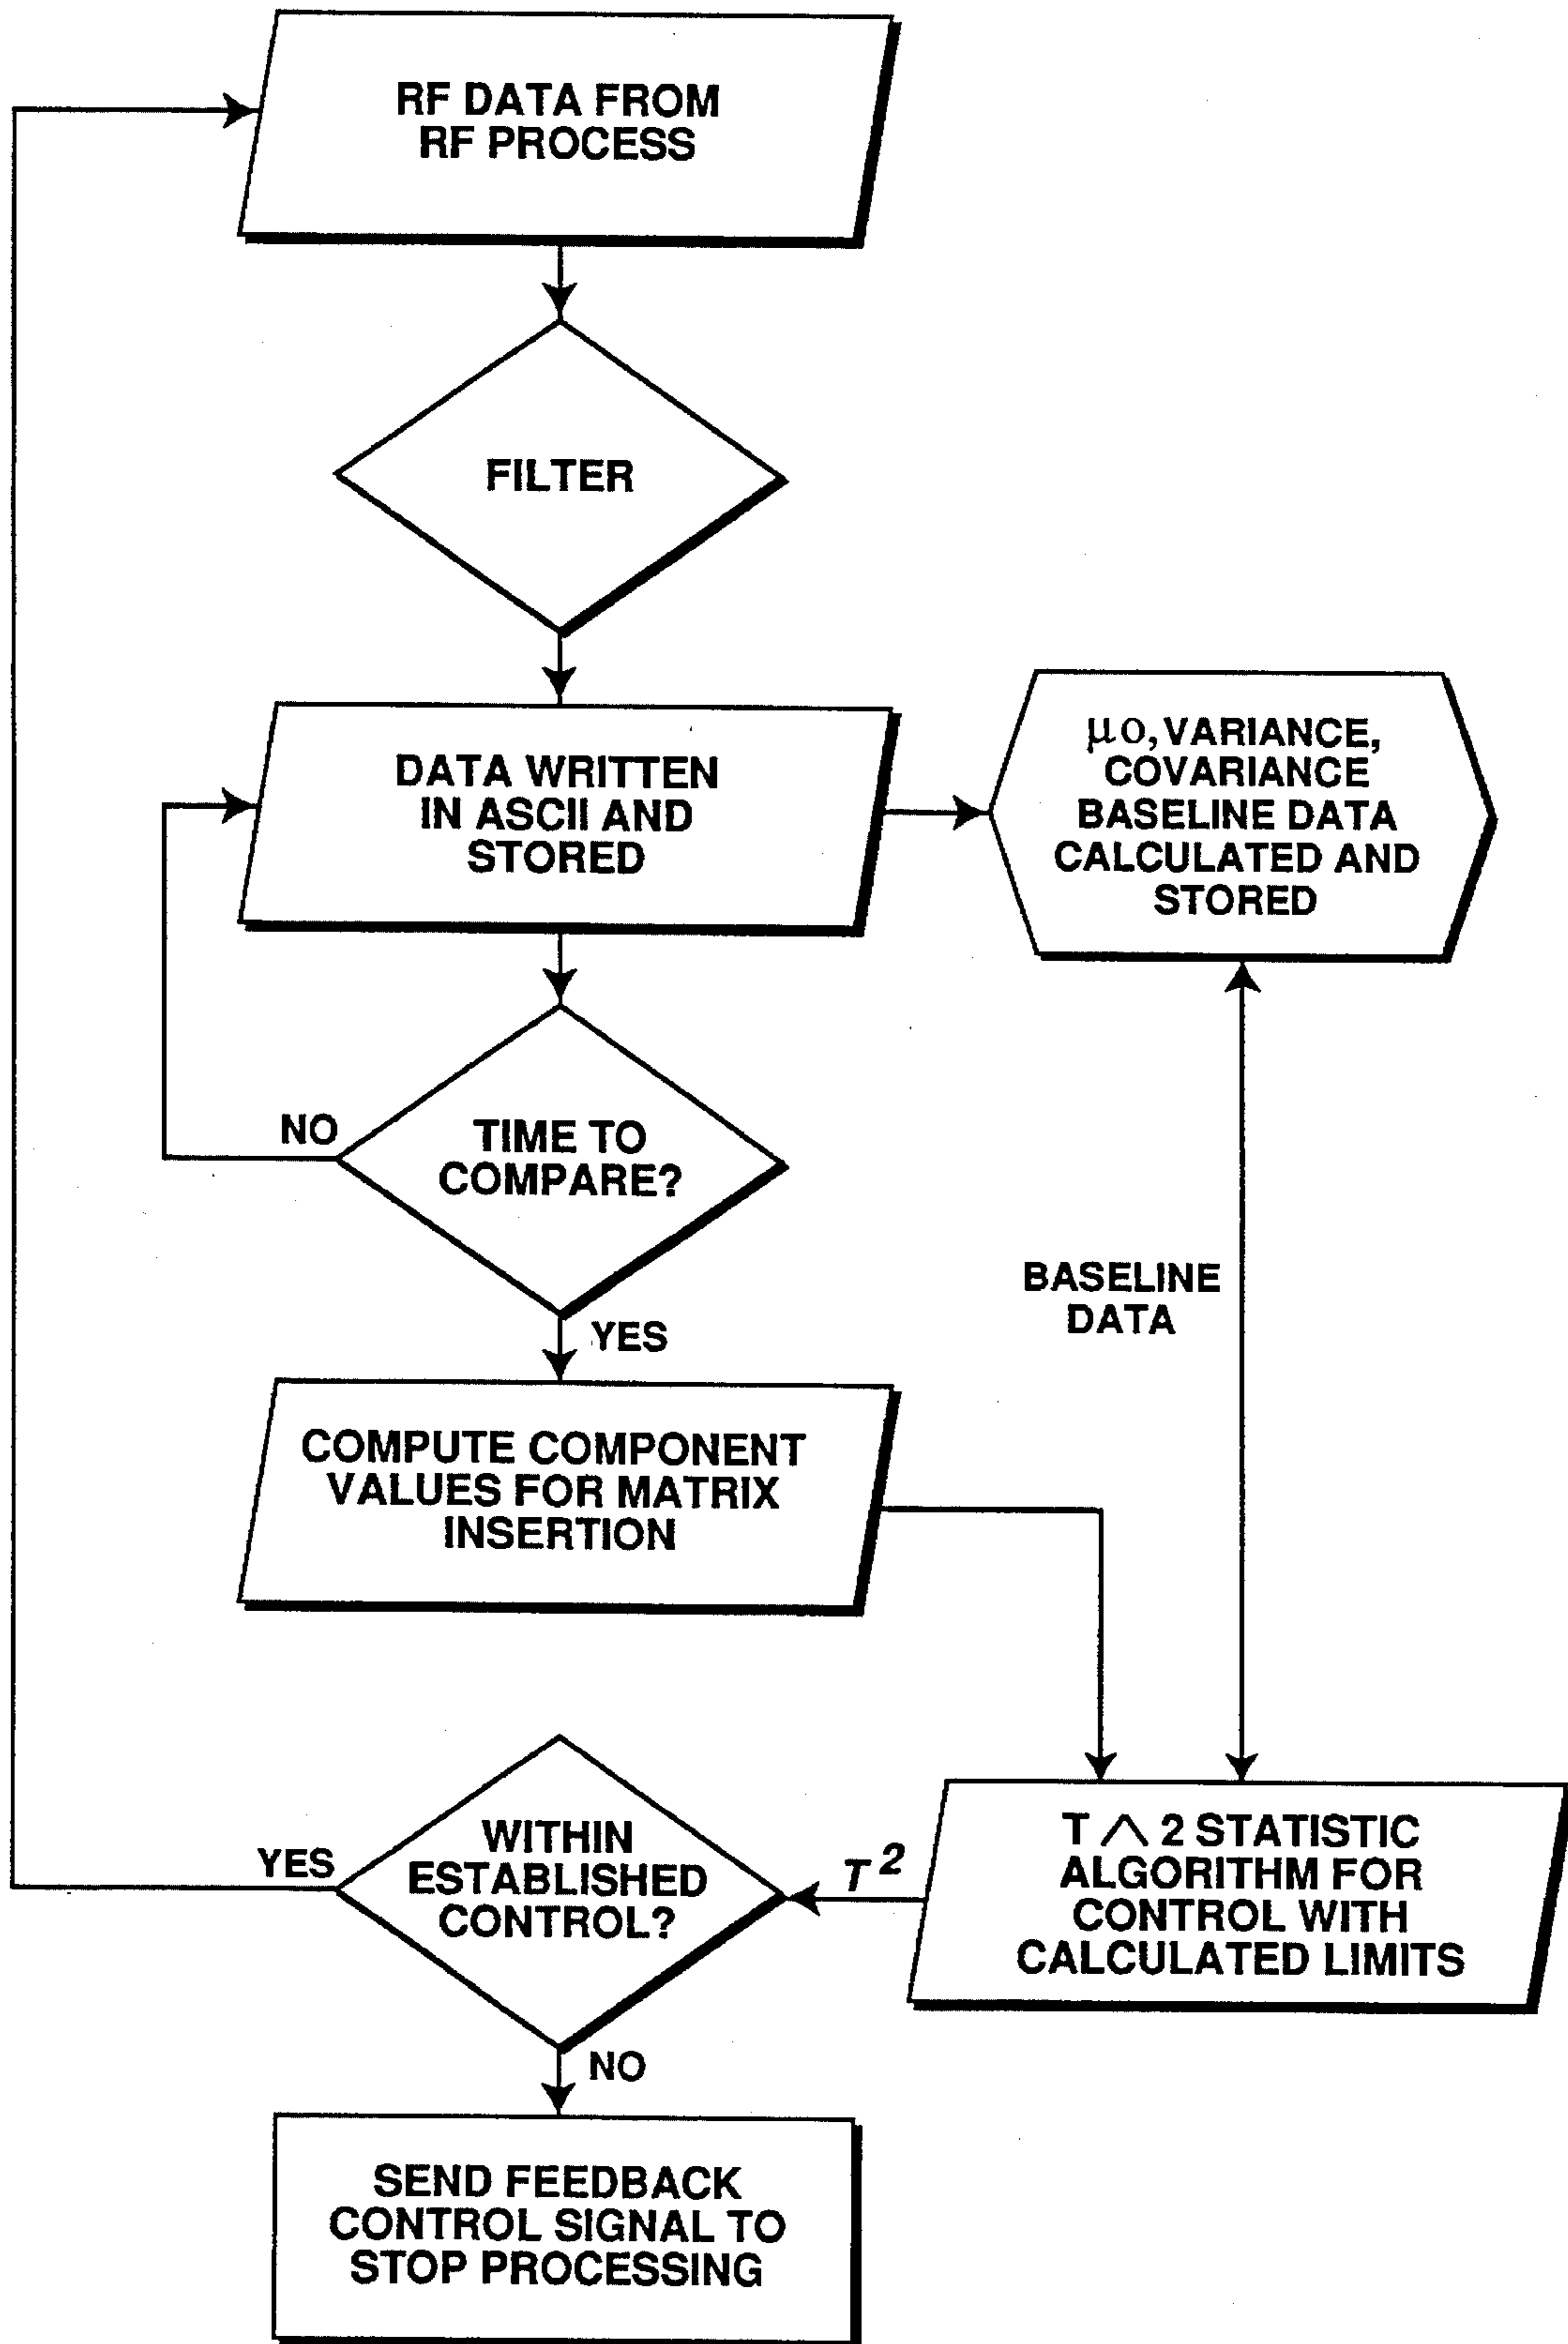 RF DATA FROM
RF PROCESS
FILTER
DATA WRITTEN
IN ASCII AND
STORED
μo, VARIANCE,
COVARIANCE
BASELINE DATA
CALCULATED AND
STORED
NO
TIME TO
COMPARE?
YES
BASELINE
DATA
COMPUTE COMPONENT
VALUES FOR MATRIX
INSERTION
YES
WITHIN
ESTABLISHED
CONTROL?
T²
T ∧ 2 STATISTIC
ALGORITHM FOR
CONTROL WITH
CALCULATED LIMITS
NO
SEND FEEDBACK
CONTROL SIGNAL TO
STOP PROCESSING